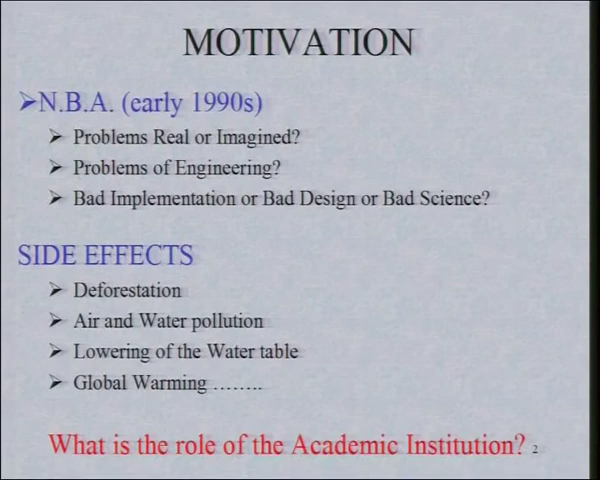 MOTIVATION
➢N.B.A. (early 1990s)
➢ Problems Real or Imagined?
➢ Problems of Engineering?
➢ Bad Implementation or Bad Design or Bad Science?
SIDE EFFECTS
➢ Deforestation
➢ Air and Water pollution
➢ Lowering of the Water table
➢ Global Warming ……..
What is the role of the Academic Institution? 2